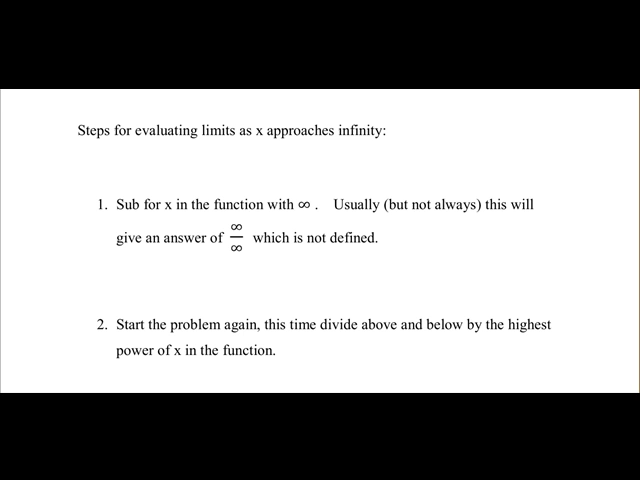 Steps for evaluating limits as x approaches infinity:
1. Sub for x in the function with ∞ . Usually (but not always) this will
give an answer of ∞/∞ which is not defined.
2. Start the problem again, this time divide above and below by the highest
power of x in the function.